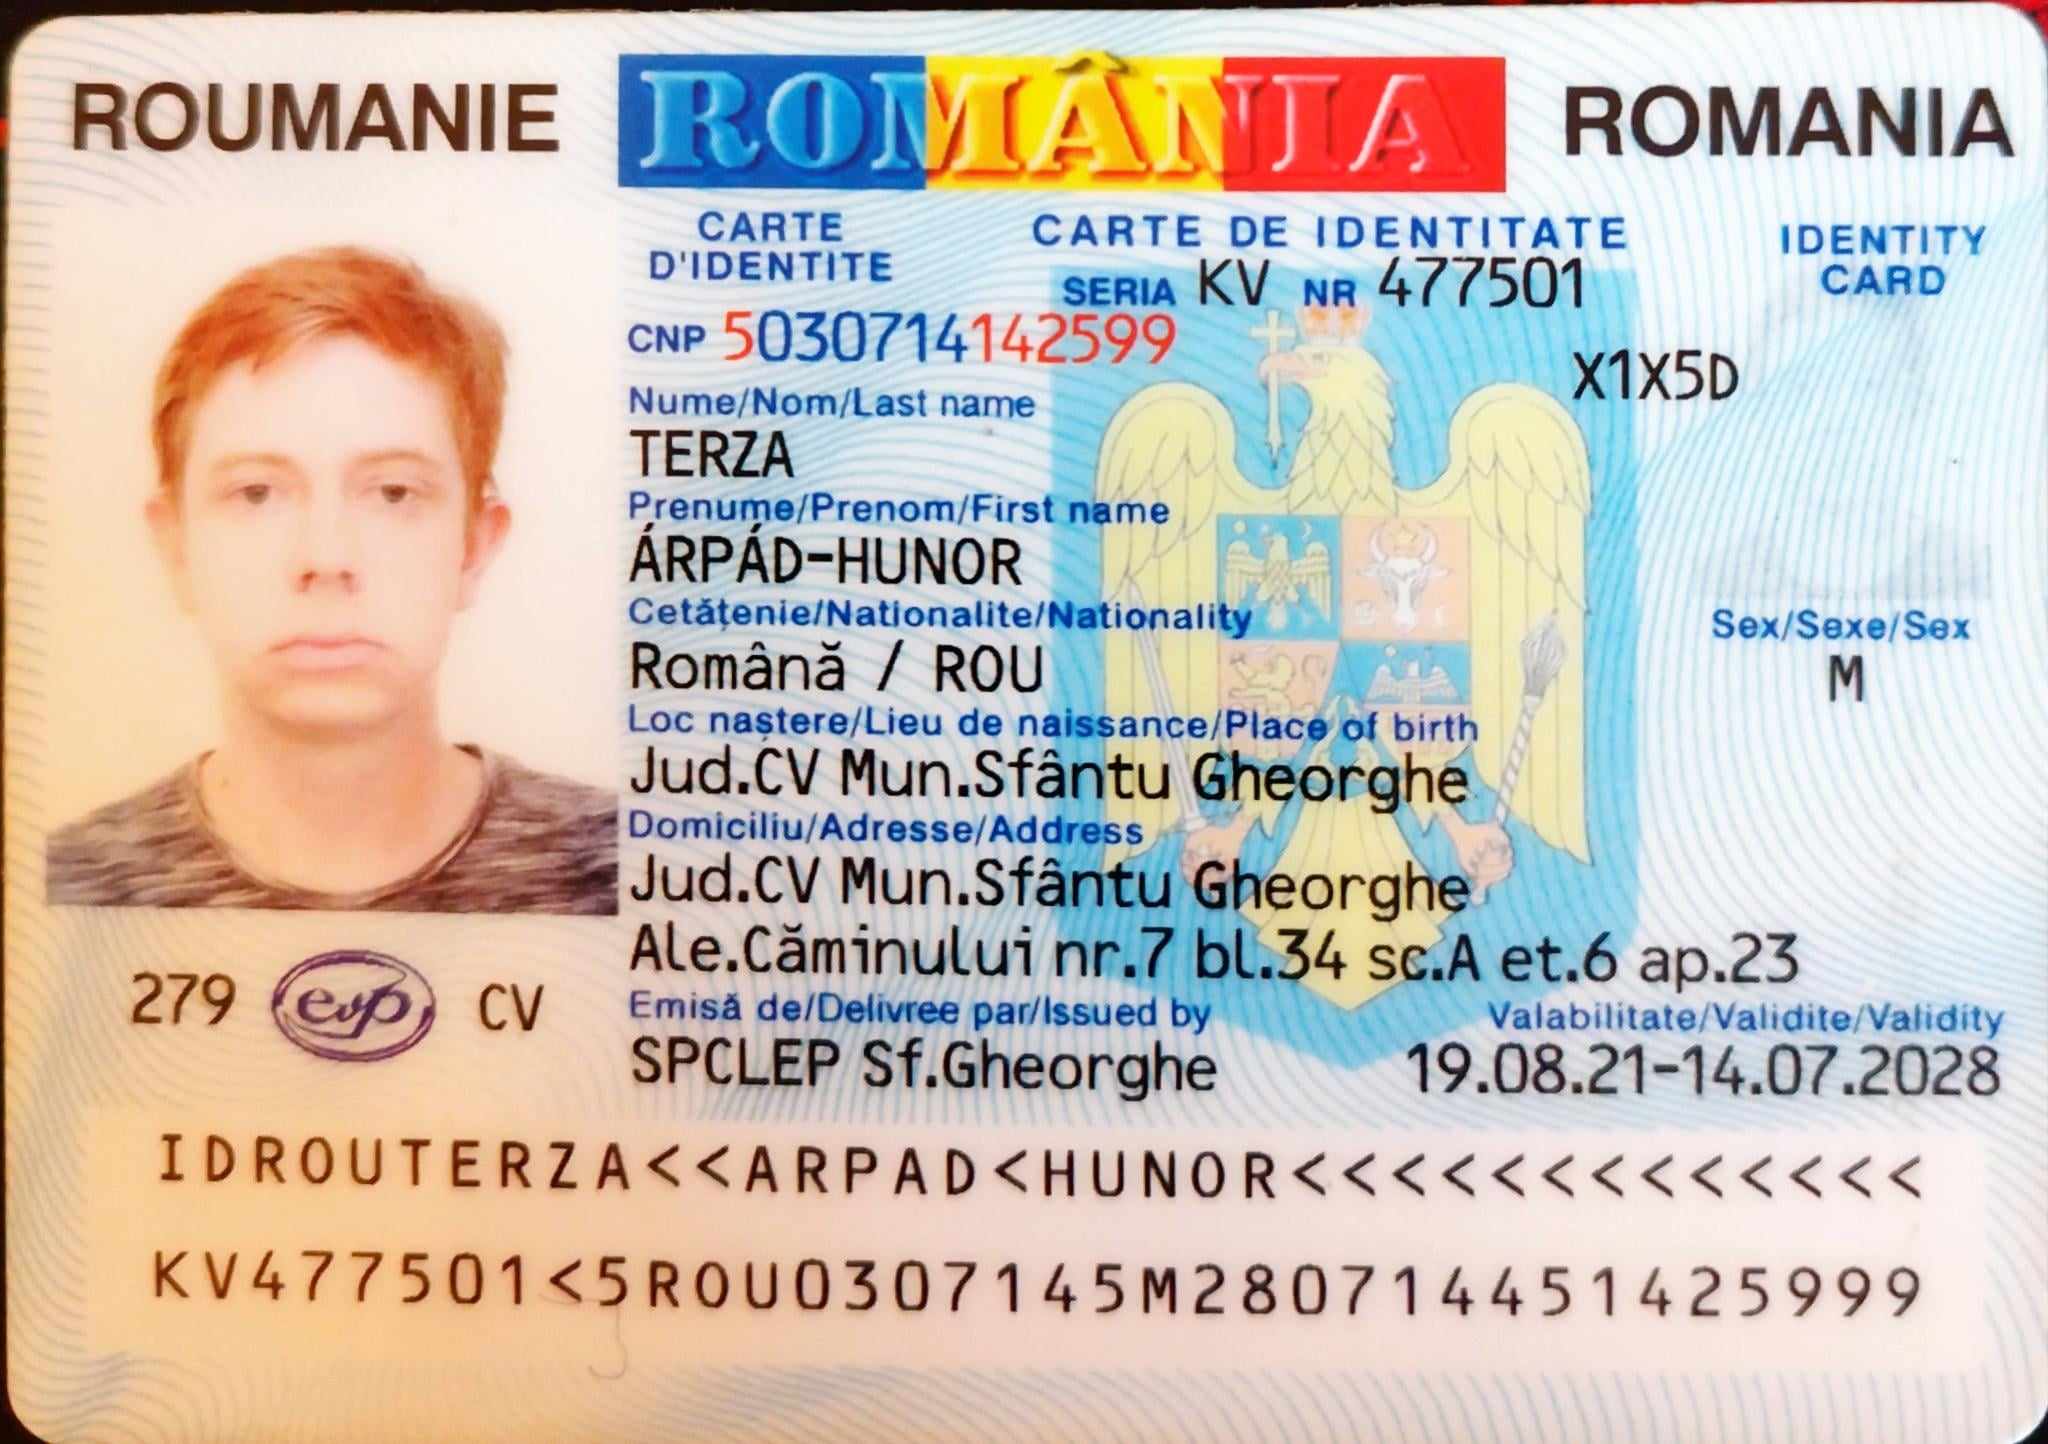 ROUMANIE ROMÂNIA ROMANIA
CARTE D'IDENTITE
CARTE DE IDENTITATE
IDENTITY CARD
SERIA KV NR 477501
CNP 5030714142599
X1X5D
Nume/Nom/Last name
TERZA
Prenume/Prenom/First name
ÁRPÁD-HUNOR
Cetățenie/Nationalite/Nationality
Română / ROU
Sex/Sexe/Sex
M
Loc naștere/Lieu de naissance/Place of birth
Jud.CV Mun.Sfântu Gheorghe
Domiciliu/Adresse/Address
Jud.CV Mun.Sfântu Gheorghe
Ale.Căminului nr.7 bl.34 sc.A et.6 ap.23
279 evp CV
Emisă de/Delivree par/Issued by
SPCLEP Sf.Gheorghe
Valabilitate/Validite/Validity
19.08.21-14.07.2028
IDROUTERZA<<ARPAD<HUNOR<<<<<<<<<<<<<
KV477501<5ROU0307145M280714451425999